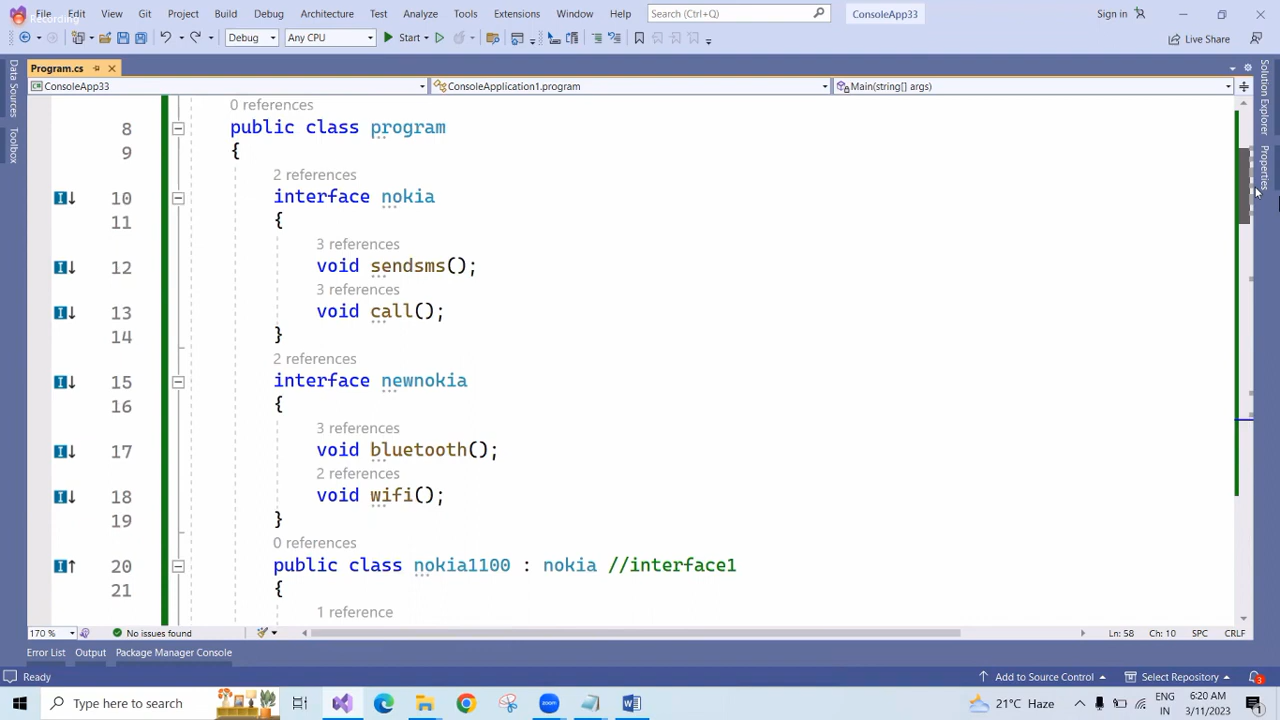 Recording
File Edit View Git Project Build Debug Architecture Test Analyze Tools Extensions Window Help Search (Ctrl+Q) ConsoleApp33 Sign in
Debug Any CPU Start Live Share
Program.cs
ConsoleApp33 ConsoleApplication1.program Main(string[] args)
Data Sources
Toolbox
Solution Explorer
Properties
0 references
8 public class program
9 {
2 references
10 interface nokia
11 {
3 references
12 void sendsms();
3 references
13 void call();
14 }
2 references
15 interface newnokia
16 {
3 references
17 void bluetooth();
2 references
18 void wifi();
19 }
0 references
20 public class nokia1100 : nokia //interface1
21 {
1 reference
170 % No issues found Ln: 58 Ch: 10 SPC CRLF
Error List Output Package Manager Console
Ready Add to Source Control Select Repository 3
Type here to search 21°C Haze ENG 6:20 AM
IN 3/11/2023 1